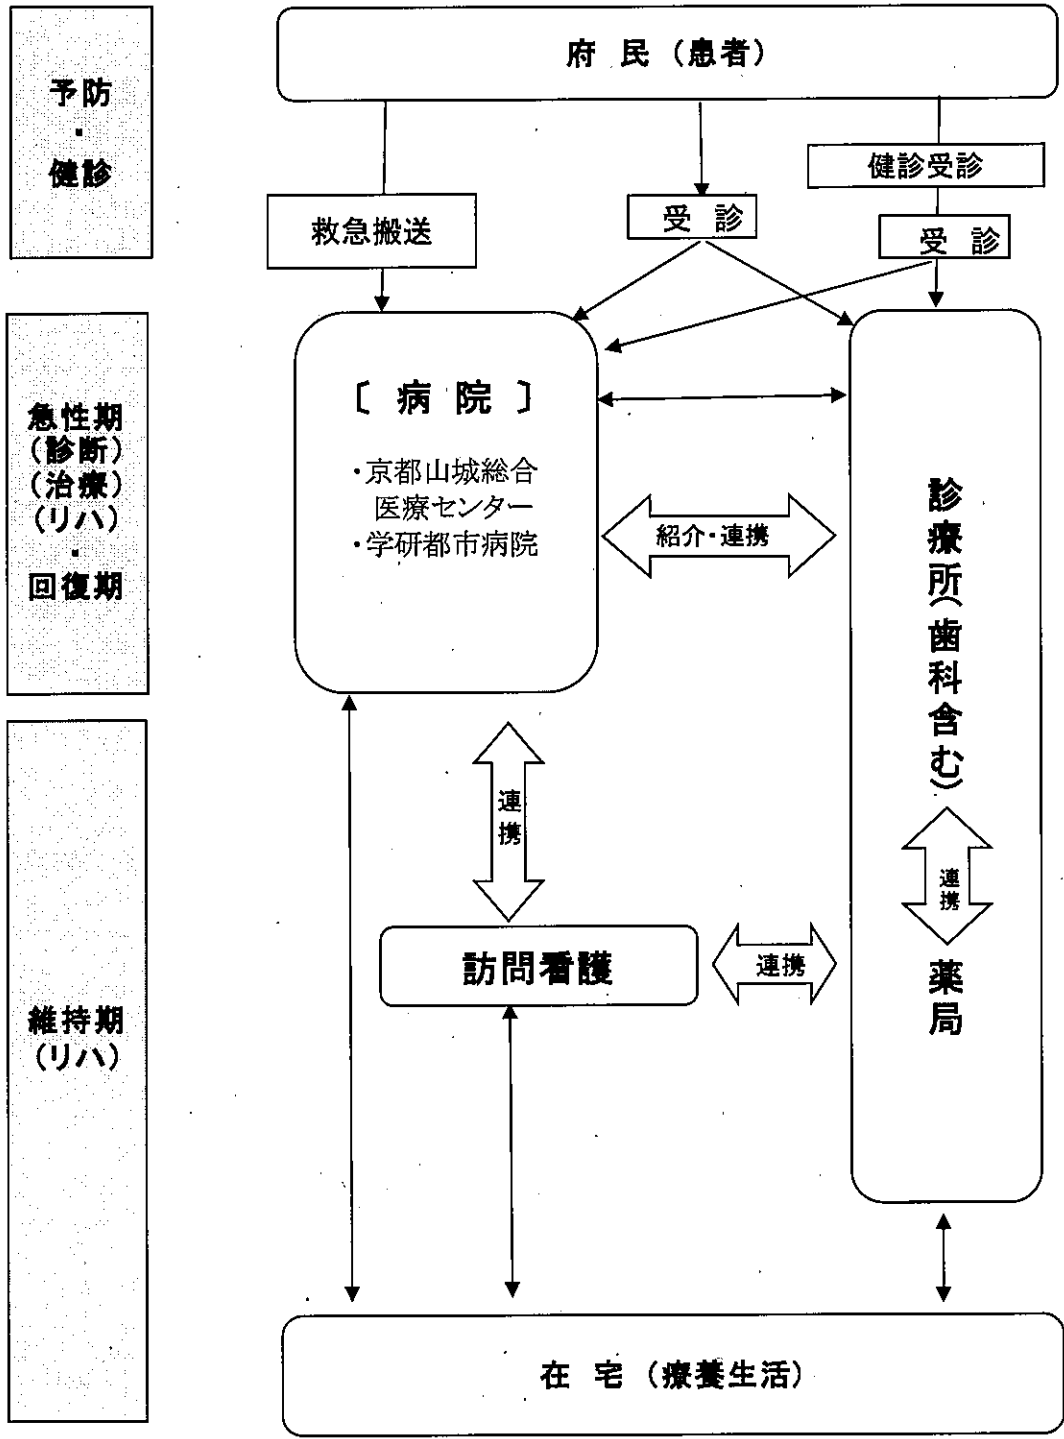 予防
・
健診
府 民 （患者）
救急搬送
受 診
健診受診
受 診
急性期
（診断）
（治療）
（リハ）
・
回復期
〔 病 院 〕
・京都山城総合
医療センター
・学研都市病院
紹介・連携
診療所（歯科含む）
連携
薬局
連携
訪問看護
連携
維持期
（リハ）
在 宅 （療養生活）